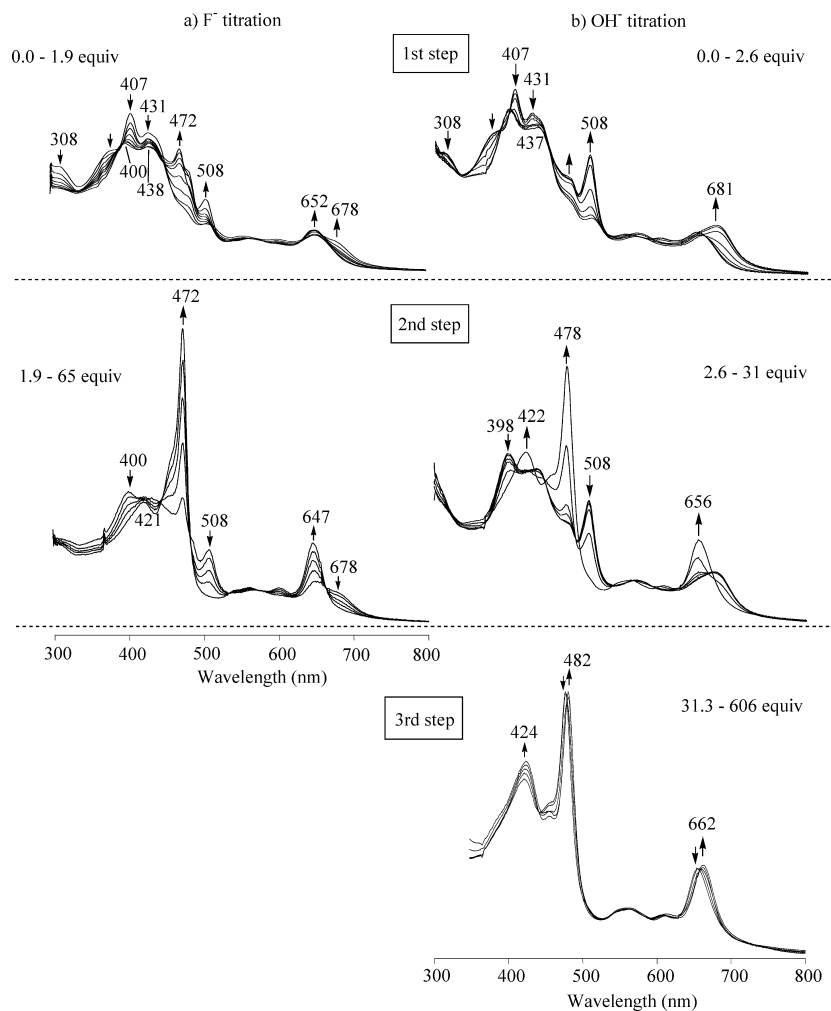 a) F- titration
b) OH- titration
1st step
0.0 - 1.9 equiv
0.0 - 2.6 equiv
407
431
472
308
400
438
508
652
678
407
431
308
437
508
681
2nd step
1.9 - 65 equiv
2.6 - 31 equiv
472
400
421
508
647
678
478
398
422
508
656
300 400 500 600 700 800
Wavelength (nm)
3rd step
31.3 - 606 equiv
482
424
662
300 400 500 600 700 800
Wavelength (nm)